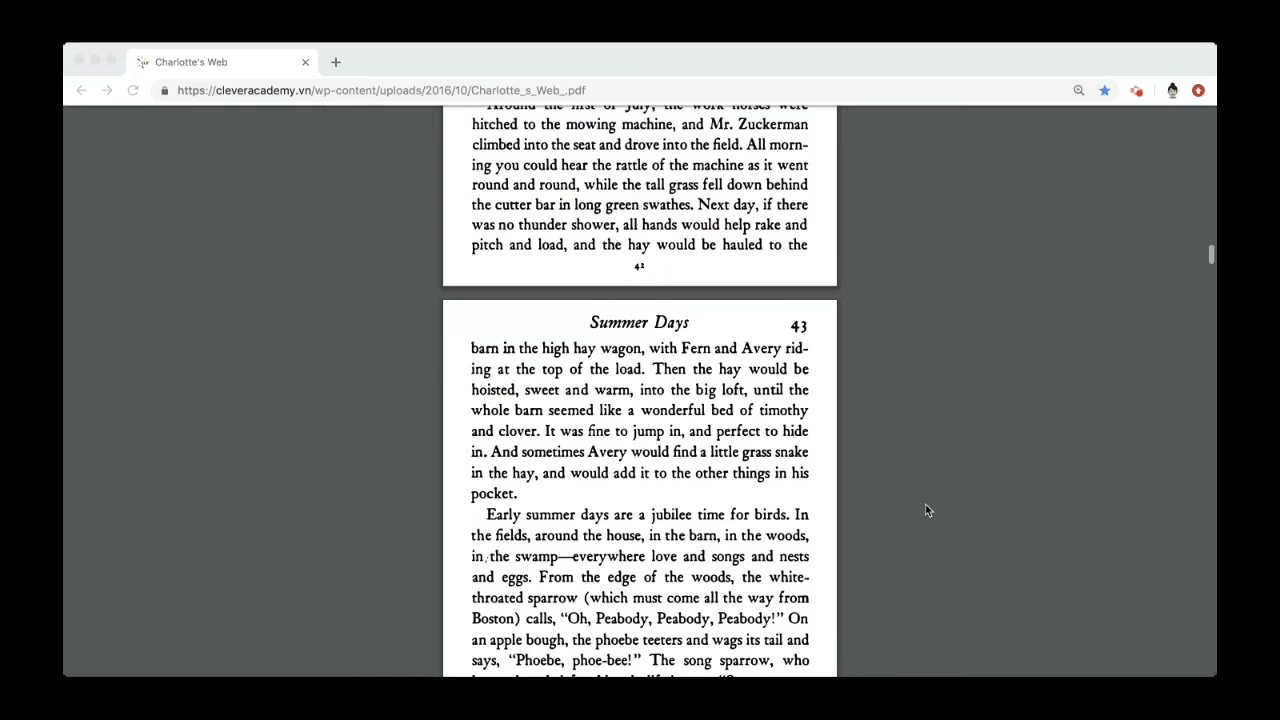 Charlotte's Web
https://cleveracademy.vn/wp-content/uploads/2016/10/Charlotte_s_Web_.pdf
Around the first of July, the work horses were
hitched to the mowing machine, and Mr. Zuckerman
climbed into the seat and drove into the field. All morn-
ing you could hear the rattle of the machine as it went
round and round, while the tall grass fell down behind
the cutter bar in long green swathes. Next day, if there
was no thunder shower, all hands would help rake and
pitch and load, and the hay would be hauled to the
42
Summer Days 43
barn in the high hay wagon, with Fern and Avery rid-
ing at the top of the load. Then the hay would be
hoisted, sweet and warm, into the big loft, until the
whole barn seemed like a wonderful bed of timothy
and clover. It was fine to jump in, and perfect to hide
in. And sometimes Avery would find a little grass snake
in the hay, and would add it to the other things in his
pocket.
Early summer days are a jubilee time for birds. In
the fields, around the house, in the barn, in the woods,
in the swamp—everywhere love and songs and nests
and eggs. From the edge of the woods, the white-
throated sparrow (which must come all the way from
Boston) calls, “Oh, Peabody, Peabody, Peabody!” On
an apple bough, the phoebe teeters and wags its tail and
says, “Phoebe, phoe-bee!” The song sparrow, who